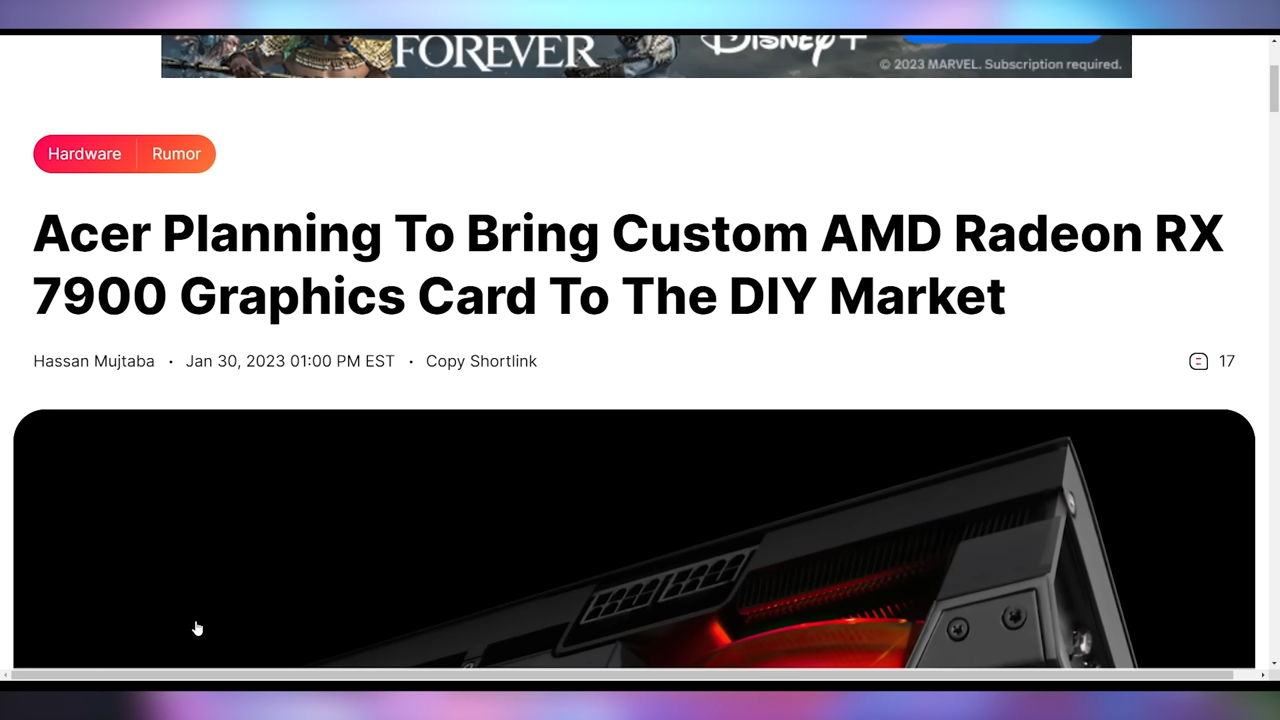 FOREVER
Disney+
© 2023 MARVEL. Subscription required.
Hardware Rumor
Acer Planning To Bring Custom AMD Radeon RX
7900 Graphics Card To The DIY Market
Hassan Mujtaba • Jan 30, 2023 01:00 PM EST • Copy Shortlink
17